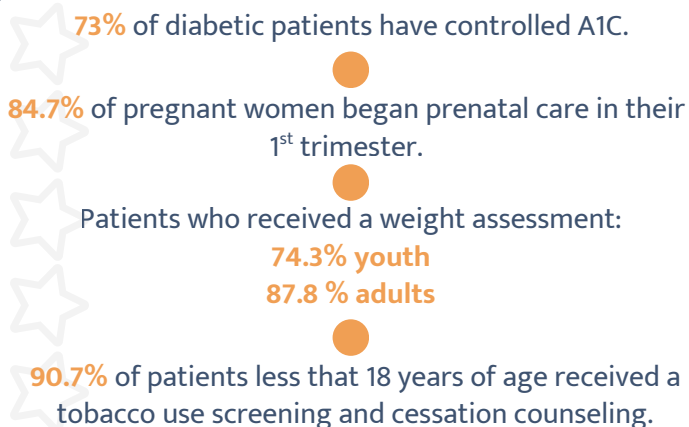 73% of diabetic patients have controlled A1C.
84.7% of pregnant women began prenatal care in their
1st trimester.
Patients who received a weight assessment:
74.3% youth
87.8 % adults
90.7% of patients less that 18 years of age received a
tobacco use screening and cessation counseling.